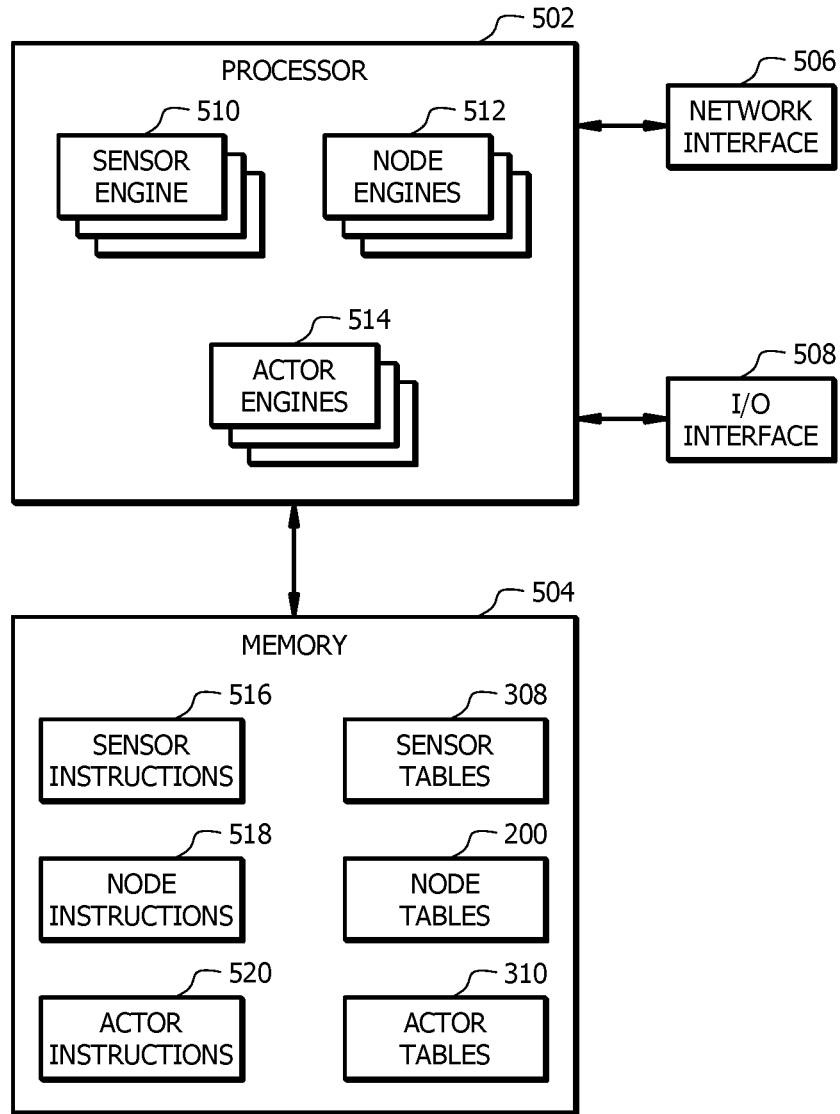 502
PROCESSOR
506
NETWORK
INTERFACE
510
SENSOR
ENGINE
512
NODE
ENGINES
514
ACTOR
ENGINES
508
I/O
INTERFACE
504
MEMORY
516
SENSOR
INSTRUCTIONS
308
SENSOR
TABLES
518
NODE
INSTRUCTIONS
200
NODE
TABLES
520
ACTOR
INSTRUCTIONS
310
ACTOR
TABLES